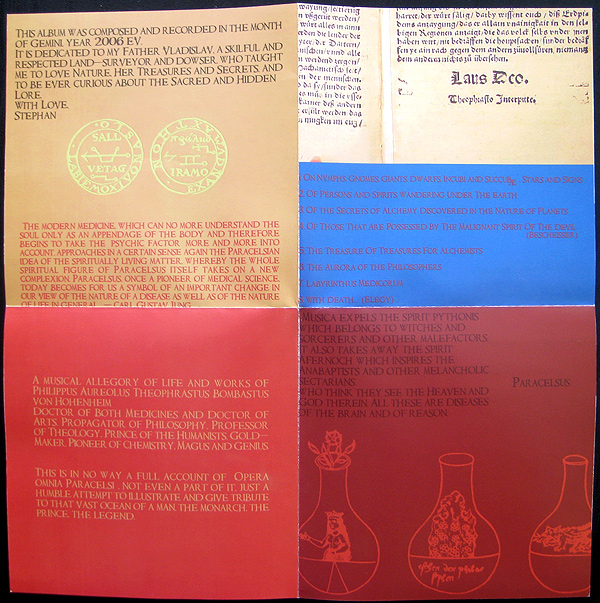 THIS ALBUM WAS COMPOSED AND RECORDED IN THE MONTH
OF GEMINI, YEAR 2006 EV.
IT IS DEDICATED TO MY FATHER VLADISLAV, A SKILFUL AND
RESPECTED LAND—SURVEYOR AND DOWSER, WHO TAUGHT
ME TO LOVE NATURE, HER TREASURES AND SECRETS, AND
TO BE EVER CURIOUS ABOUT THE SACRED AND HIDDEN
LORE.
WITH LOVE,
STEPHAN
SALL
VETAG
IRAMO
THE MODERN MEDICINE, WHICH CAN NO MORE UNDERSTAND THE
SOUL ONLY AS AN APPENDAGE OF THE BODY AND THEREFORE
BEGINS TO TAKE THE PSYCHIC FACTOR MORE AND MORE INTO
ACCOUNT, APPROACHES IN A CERTAIN SENSE AGAIN THE PARACELSIAN
IDEA OF THE SPIRITUALLY LIVING MATTER, WHEREBY THE WHOLE
SPIRITUAL FIGURE OF PARACELSUS ITSELF TAKES ON A NEW
COMPLEXION. PARACELSUS ONCE A PIONEER OF MEDICAL SCIENCE,
TODAY BECOMES FOR US A SYMBOL OF AN IMPORTANT CHANGE IN
OUR VIEW OF THE NATURE OF A DISEASE AS WELL AS OF THE NATURE
OF LIFE IN GENERAL. — CARL GUSTAV JUNG
Laus Deo.
Theophrasto Interprete.
1. ON NYMPHS, GNOMES, GIANTS, DWARFS, INCUBI AND SUCCUBI, STARS AND SIGNS
2. OF PERSONS AND SPIRITS WANDERING UNDER THE EARTH
3. OF THE SECRETS OF ALCHEMY DISCOVERED IN THE NATURE OF PLANETS
4. OF THOSE THAT ARE POSSESSED BY THE MALIGNANT SPIRIT OF THE DEVIL
(BESCHESSEN)
5. THE TREASURE OF TREASURES FOR ALCHEMISTS
6. THE AURORA OF THE PHILOSOPHERS
7. LABYRINTHUS MEDICORUM
8. WITH DEATH... (ELEGY)
A MUSICAL ALLEGORY OF LIFE AND WORKS OF
PHILIPPUS AUREOLUS THEOPHRASTUS BOMBASTUS
VON HOHENHEIM
DOCTOR OF BOTH MEDICINES AND DOCTOR OF
ARTS, PROPAGATOR OF PHILOSOPHY, PROFESSOR
OF THEOLOGY, PRINCE OF THE HUMANISTS, GOLD—
MAKER, PIONEER OF CHEMISTRY, MAGUS AND GENIUS.
THIS IS IN NO WAY A FULL ACCOUNT OF OPERA
OMNIA PARACELSI , NOT EVEN A PART OF IT, JUST A
HUMBLE ATTEMPT TO ILLUSTRATE AND GIVE TRIBUTE
TO THAT VAST OCEAN OF A MAN, THE MONARCH, THE
PRINCE, THE LEGEND.
MUSICA EXPELS THE SPIRIT PYTHONIS
WHICH BELONGS TO WITCHES AND
SORCERERS AND OTHER MALEFACTORS.
IT ALSO TAKES AWAY THE SPIRIT
AFERNOCH WHICH INSPIRES THE
ANABAPTISTS AND OTHER MELANCHOLIC
SECTARIANS
PARACELSUS
WHO THINK THEY SEE THE HEAVEN AND
GOD THEREIN. ALL THESE ARE DISEASES
OF THE BRAIN AND OF REASON.